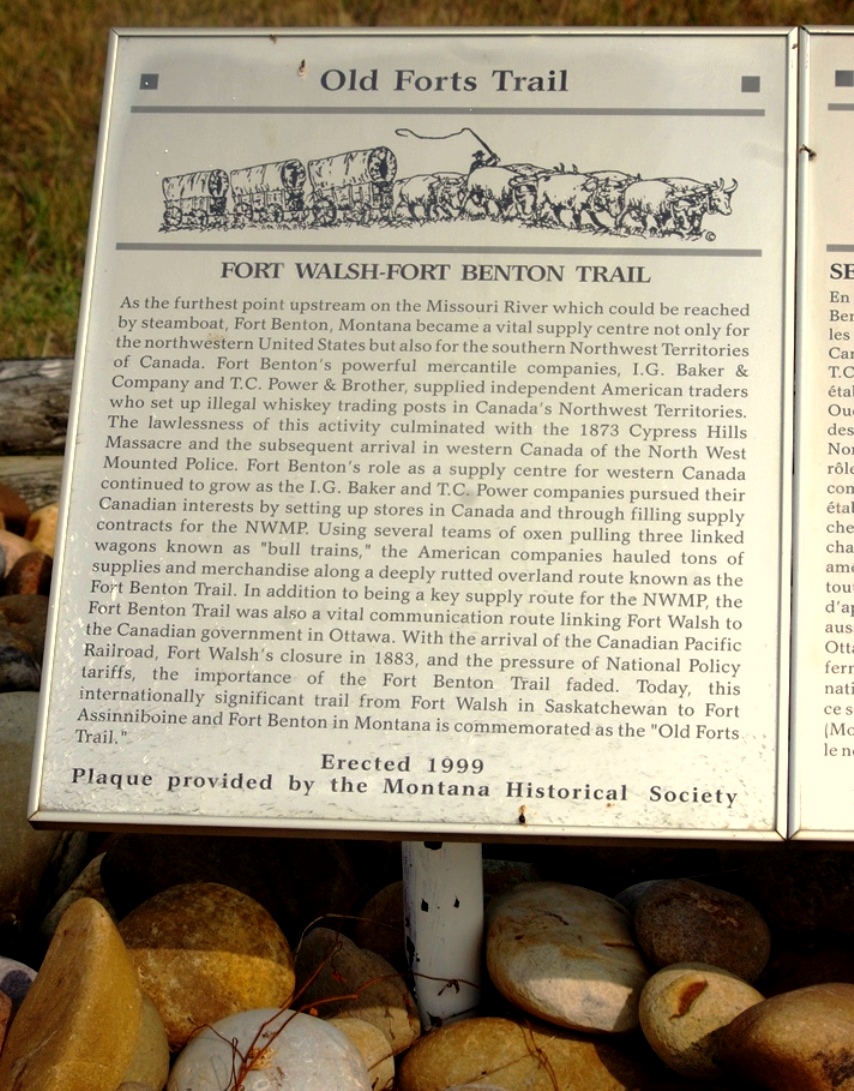 Old Forts Trail
©
FORT WALSH-FORT BENTON TRAIL
As the furthest point upstream on the Missouri River which could be reached
by steamboat, Fort Benton, Montana became a vital supply centre not only for
the northwestern United States but also for the southern Northwest Territories
of Canada. Fort Benton's powerful mercantile companies, I.G. Baker &
Company and T.C. Power & Brother, supplied independent American traders
who set up illegal whiskey trading posts in Canada's Northwest Territories.
The lawlessness of this activity culminated with the 1873 Cypress Hills
Massacre and the subsequent arrival in western Canada of the North West
Mounted Police. Fort Benton's role as a supply centre for western Canada
continued to grow as the I.G. Baker and T.C. Power companies pursued their
Canadian interests by setting up stores in Canada and through filling supply
contracts for the NWMP. Using several teams of oxen pulling three linked
wagons known as "bull trains," the American companies hauled tons of
supplies and merchandise along a deeply rutted overland route known as the
Fort Benton Trail. In addition to being a key supply route for the NWMP, the
Fort Benton Trail was also a vital communication route linking Fort Walsh to
the Canadian government in Ottawa. With the arrival of the Canadian Pacific
Railroad, Fort Walsh's closure in 1883, and the pressure of National Policy
tariffs, the importance of the Fort Benton Trail faded. Today, this
internationally significant trail from Fort Walsh in Saskatchewan to Fort
Assinniboine and Fort Benton in Montana is commemorated as the "Old Forts
Trail."
Erected 1999
Plaque provided by the Montana Historical Society
SE
En
Ber
les
Car
T.C
étal
Oue
des
Nor
rôle
con
étal
che
cha
amé
tout
d'ap
aus
Otta
ferr
nati
ce s
(Mo
le n